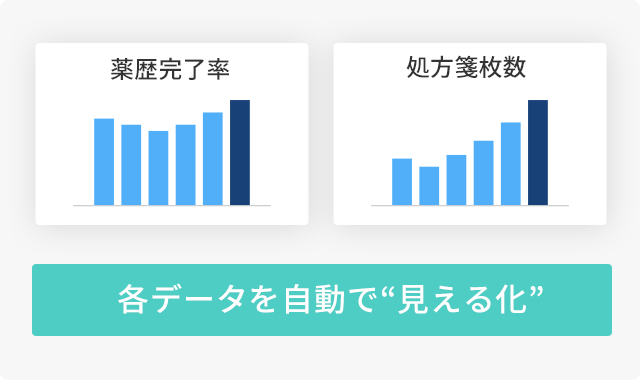 薬歴完了率
処方箋枚数
各データを自動で“見える化”